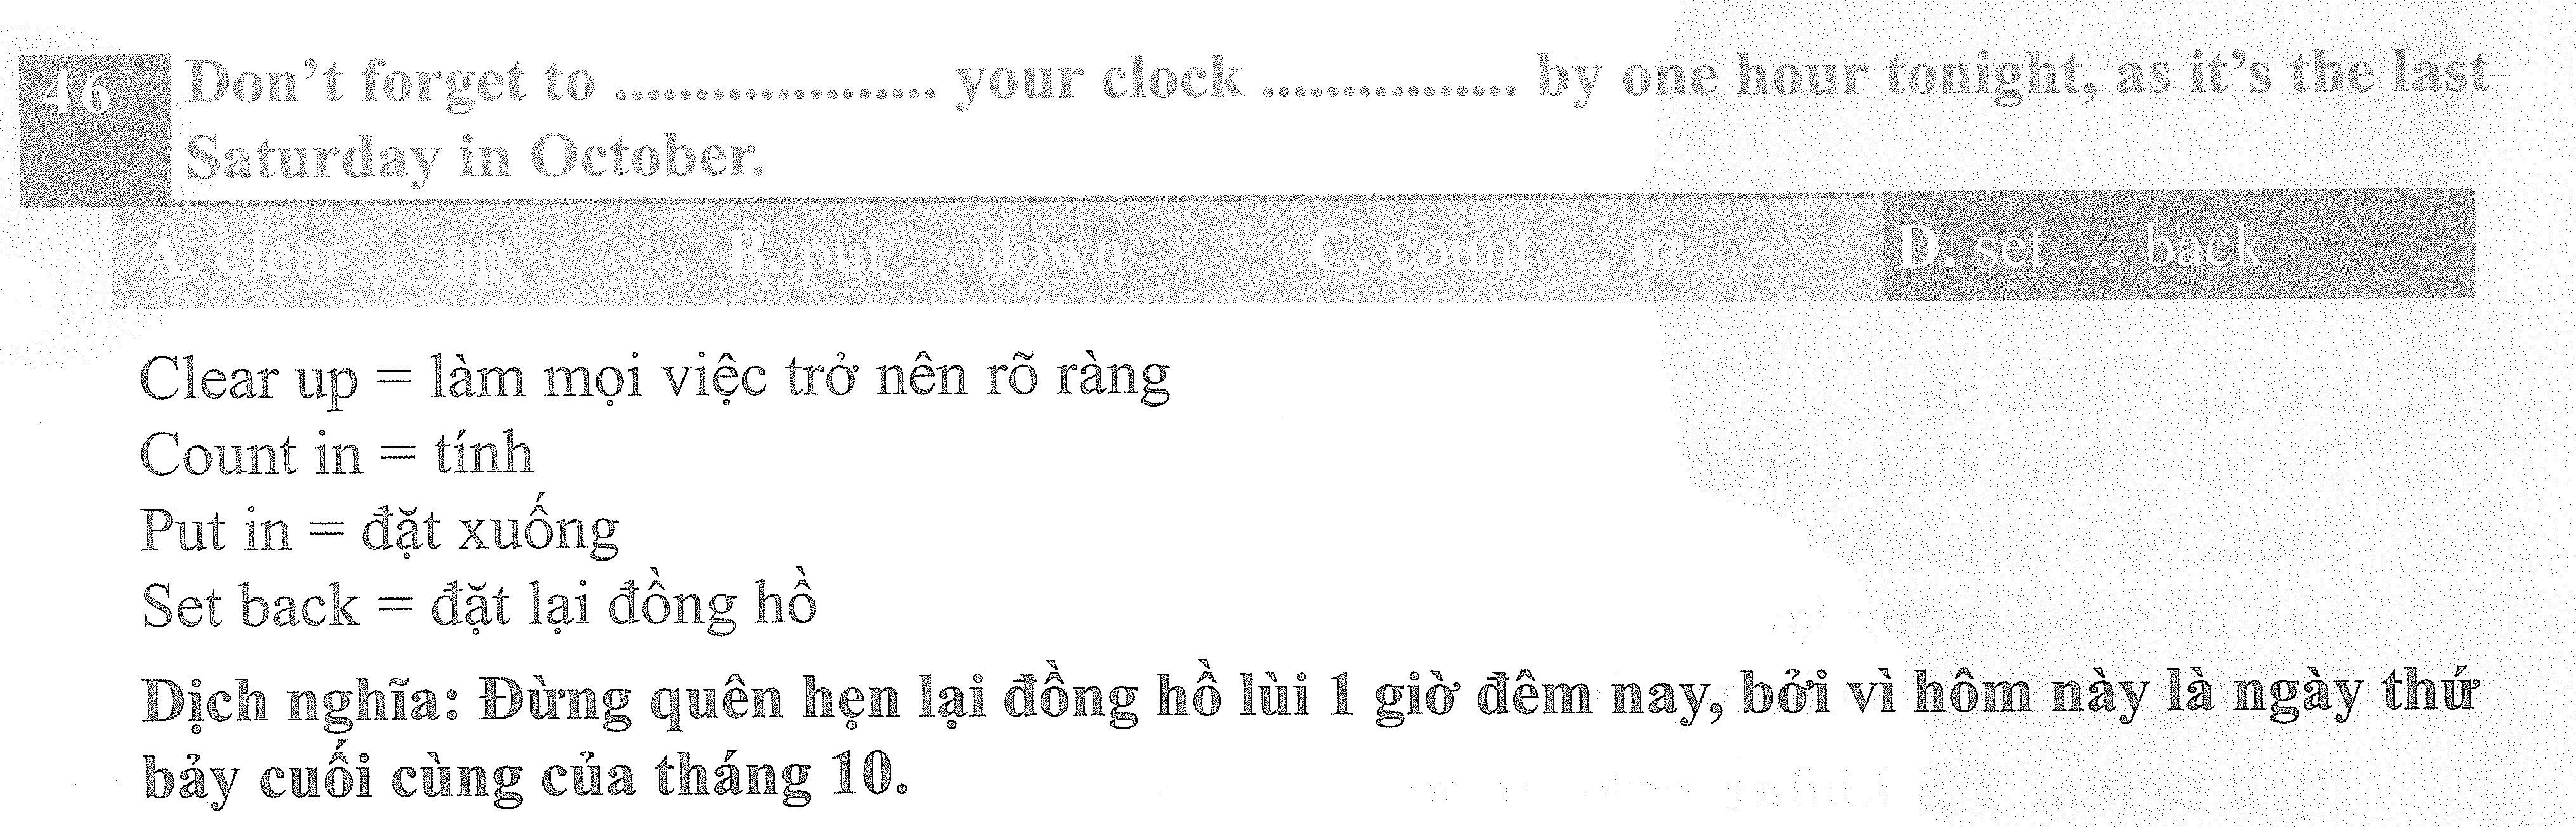 46 Don't forget to .................... your clock ................ by one hour tonight, as it's the last
Saturday in October.
A. clear ... up B. put ... down C. count ... in D. set ... back
Clear up = làm mọi việc trở nên rõ ràng
Count in = tính
Put in = đặt xuống
Set back = đặt lại đồng hồ
Dịch nghĩa: Đừng quên hẹn lại đồng hồ lùi 1 giờ đêm nay, bởi vì hôm này là ngày thứ
bảy cuối cùng của tháng 10.